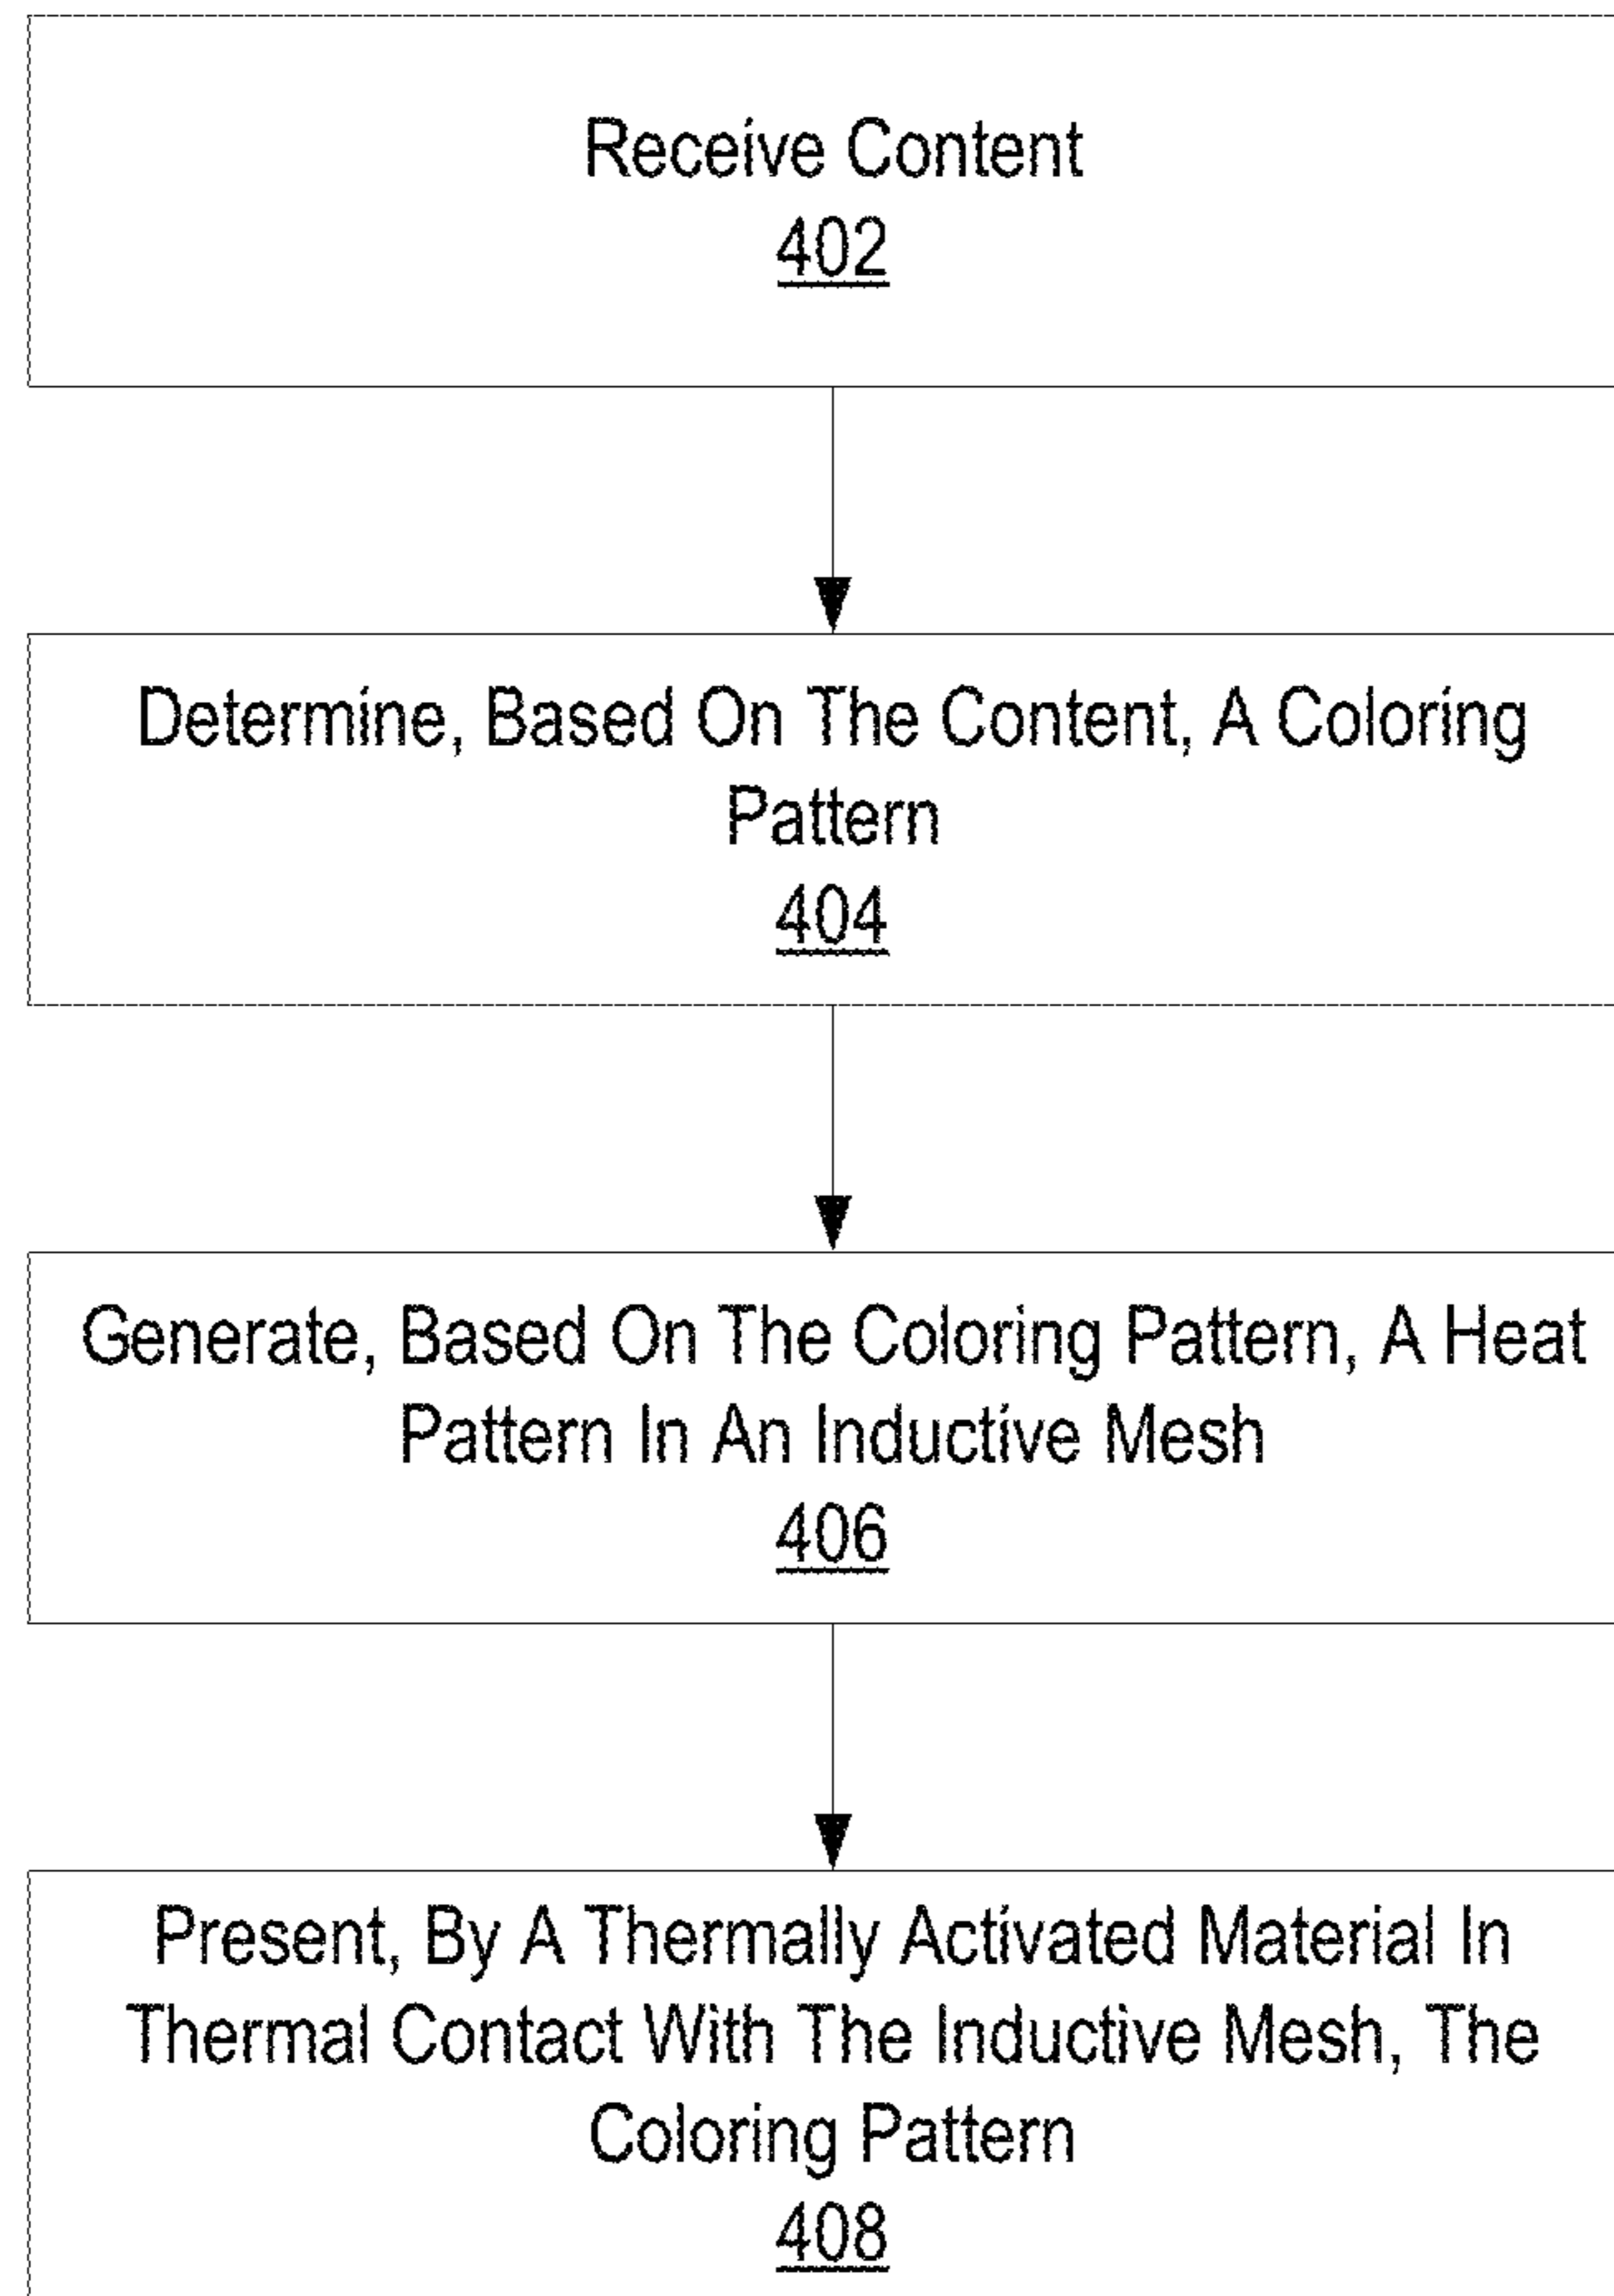 Receive Content
402
Determine, Based On The Content, A Coloring
Pattern
404
Generate, Based On The Coloring Pattern, A Heat
Pattern In An Inductive Mesh
406
Present, By A Thermally Activated Material In
Thermal Contact With The Inductive Mesh, The
Coloring Pattern
408